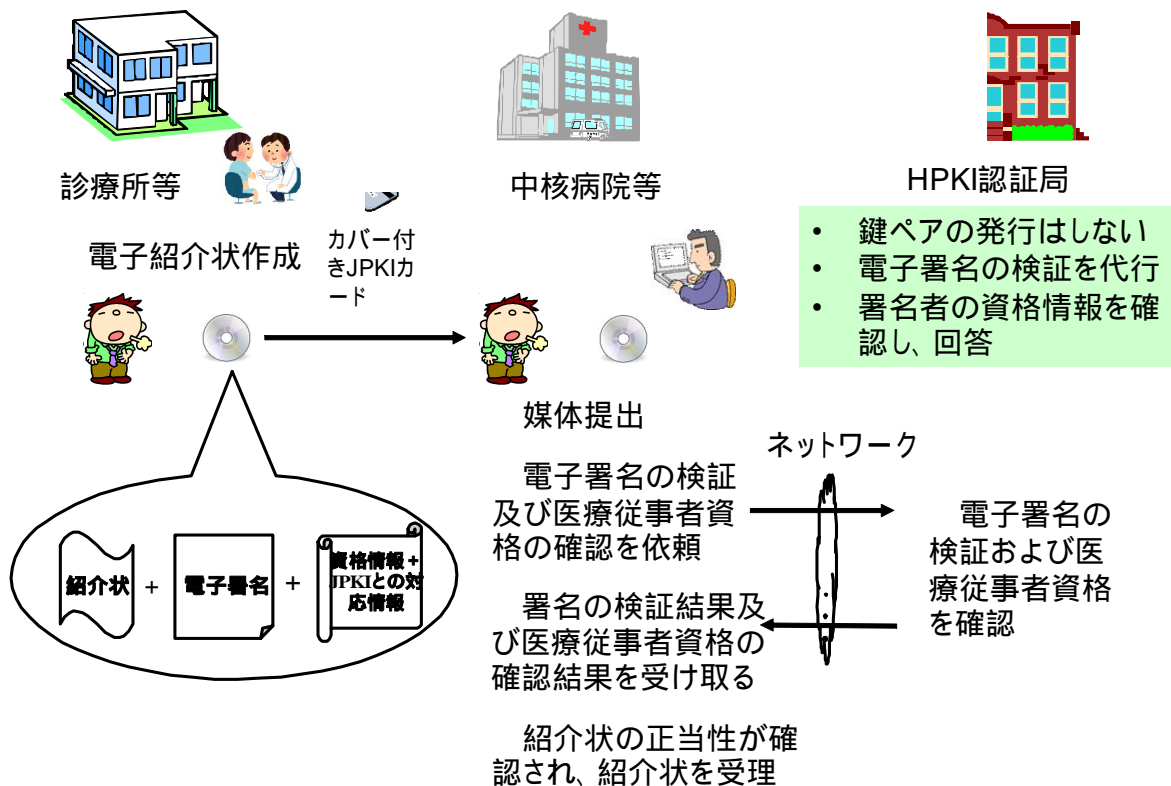 診療所等
中核病院等
HPKI認証局
電子紹介状作成
カバー付
きJPKIカ
ード
• 鍵ペアの発行はしない
• 電子署名の検証を代行
• 署名者の資格情報を確
認し、回答
媒体提出
ネットワーク
電子署名の検証
及び医療従事者資
格の確認を依頼
電子署名の
検証および医
療従事者資格
を確認
紹介状
+
電子署名
+
資格情報+
JPKIとの対
応情報
署名の検証結果及
び医療従事者資格の
確認結果を受け取る
紹介状の正当性が確
認され、紹介状を受理